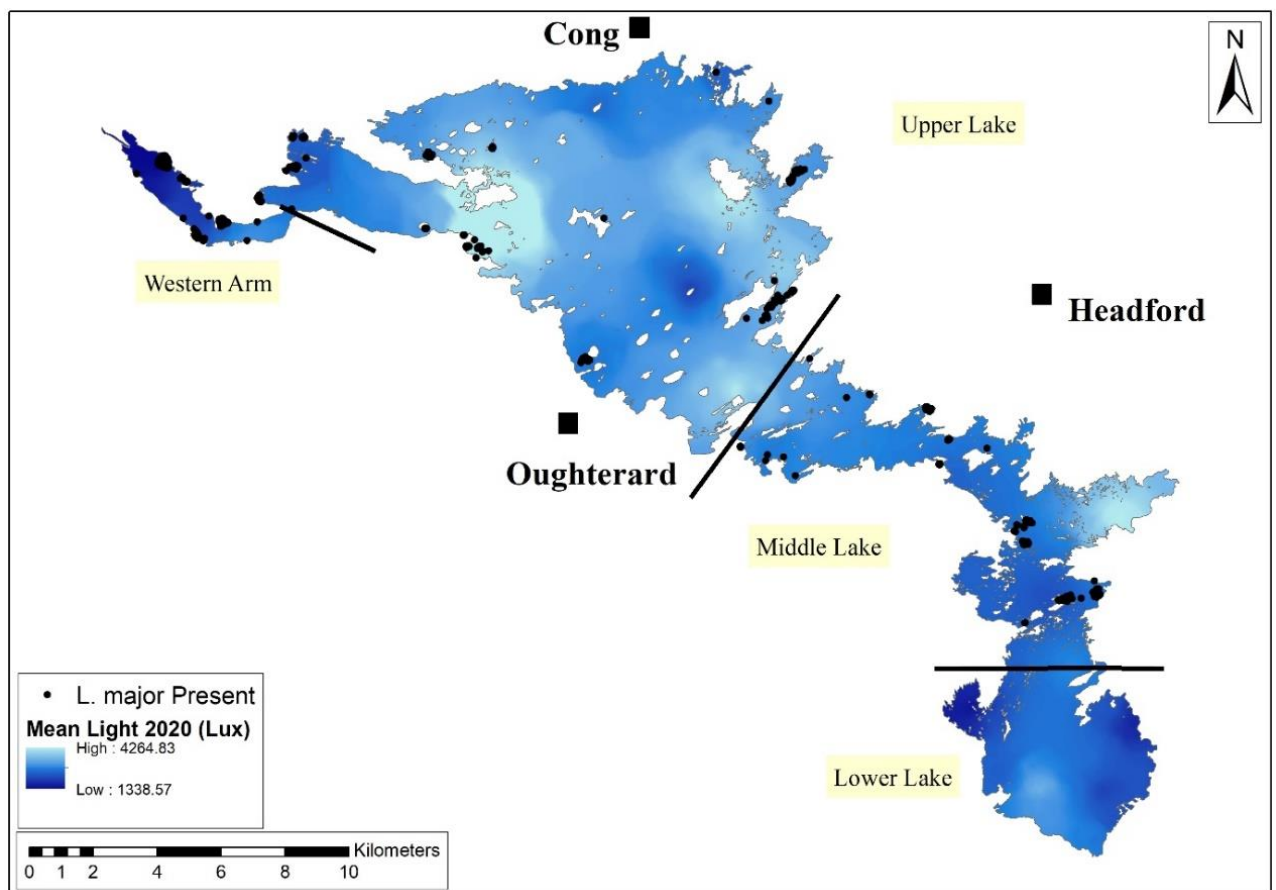 Cong
N
Upper Lake
Western Arm
Headford
Oughterard
Middle Lake
Lower Lake
L. major Present
Mean Light 2020 (Lux)
High : 4264.83
Low : 1338.57
Kilometers
0 1 2 4 6 8 10